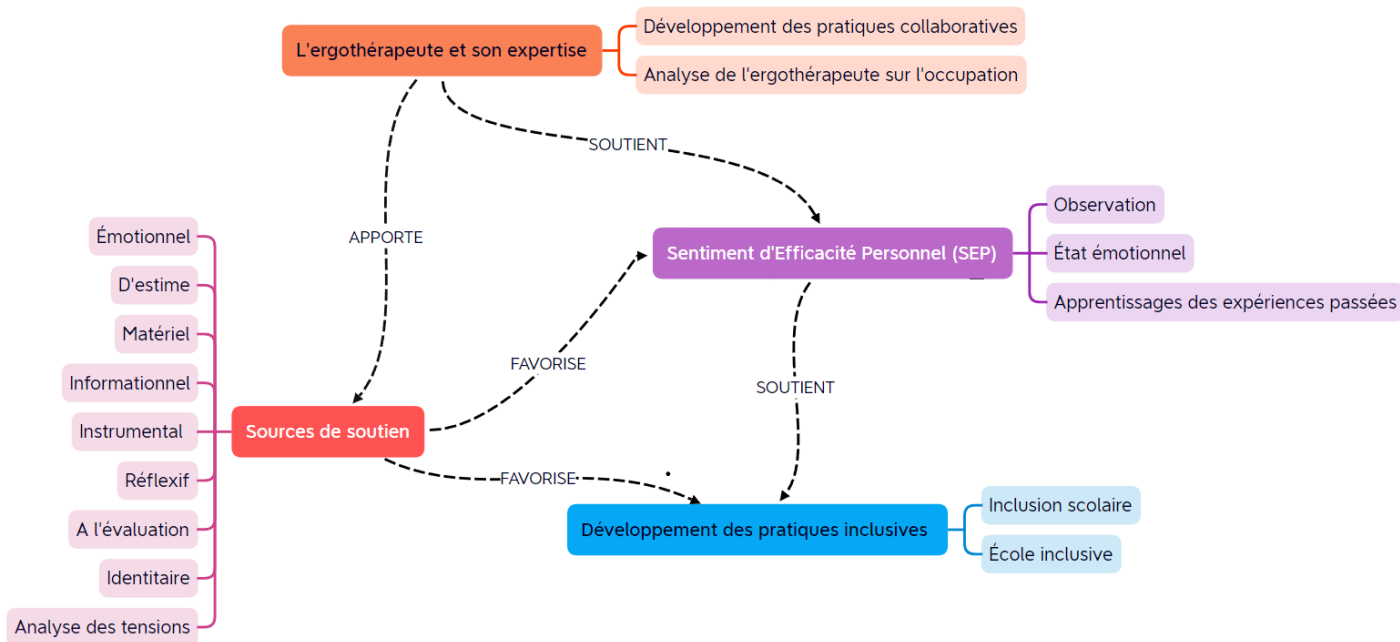 L'ergothérapeute et son expertise
Développement des pratiques collaboratives
Analyse de l'ergothérapeute sur l'occupation
SOUTIENT
APPORTE
Sentiment d'Efficacité Personnel (SEP)
Observation
État émotionnel
Apprentissages des expériences passées
Émotionnel
D'estime
Matériel
Informationnel
Instrumental
Réflexif
A l'évaluation
Identitaire
Analyse des tensions
Sources de soutien
FAVORISE
SOUTIENT
FAVORISE
Développement des pratiques inclusives
Inclusion scolaire
École inclusive